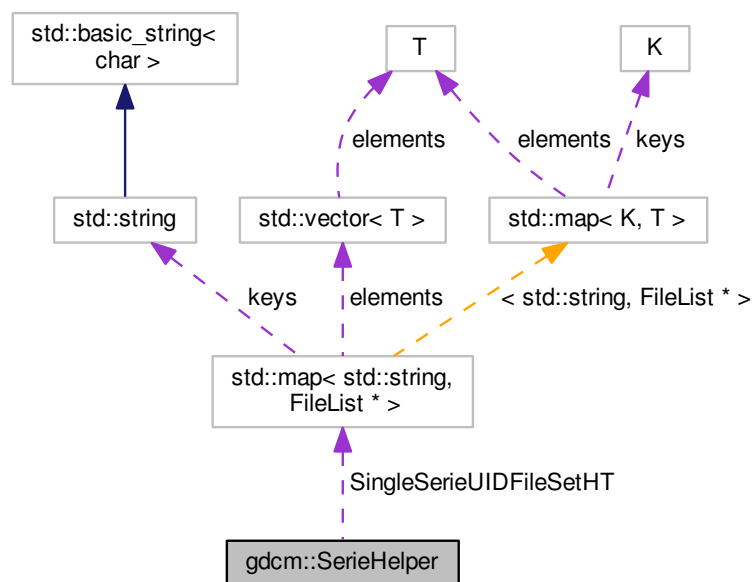 std::basic_string<
char >
T
K
elements
elements
keys
std::string
std::vector< T >
std::map< K, T >
keys
elements
< std::string, FileList * >
std::map< std::string,
FileList * >
SingleSerieUIDFileSetHT
gdcm::SerieHelper